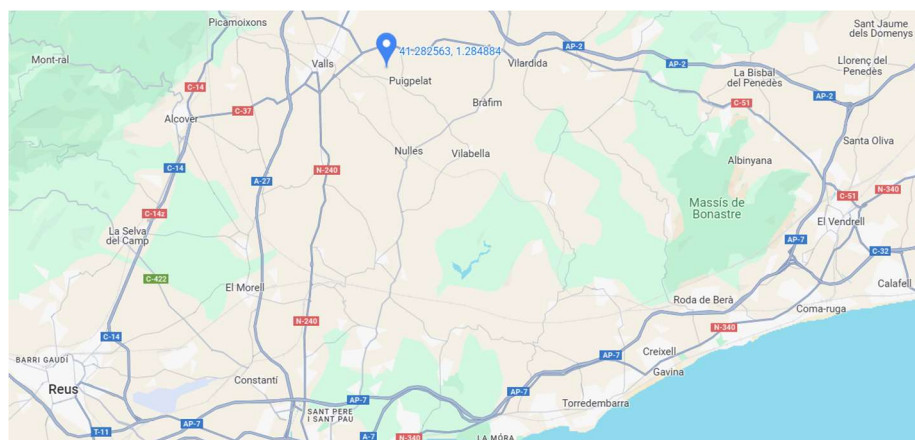 Picamoixons
Sant Jaume
dels Domenys
Mont-ral
Valls
41.282563, 1.284884
AP-2
Vilardida
AP-2
Llorenç del
Penedès
La Bisbal
del Penedès
Puigpelat
C-14
AP-2
Bràfim
C-51
C-37
Alcover
Santa Oliva
Nulles
Vilabella
Albinyana
C-14
N-240
A-27
N-340
C-51
Massís de
Bonastre
C-14z
El Vendrell
La Selva
del Camp
AP-7
C-32
C-422
El Morell
Calafell
Roda de Berà
Coma-ruga
N-240
N-340
C-14
Creixell
AP-7
BARRI GAUDÍ
Gavina
Constantí
Reus
AP-7
AP-7
Torredembarra
SANT PERE
I SANT PAU
AP-7
T-11
A-7
N-340
LA MÓRA